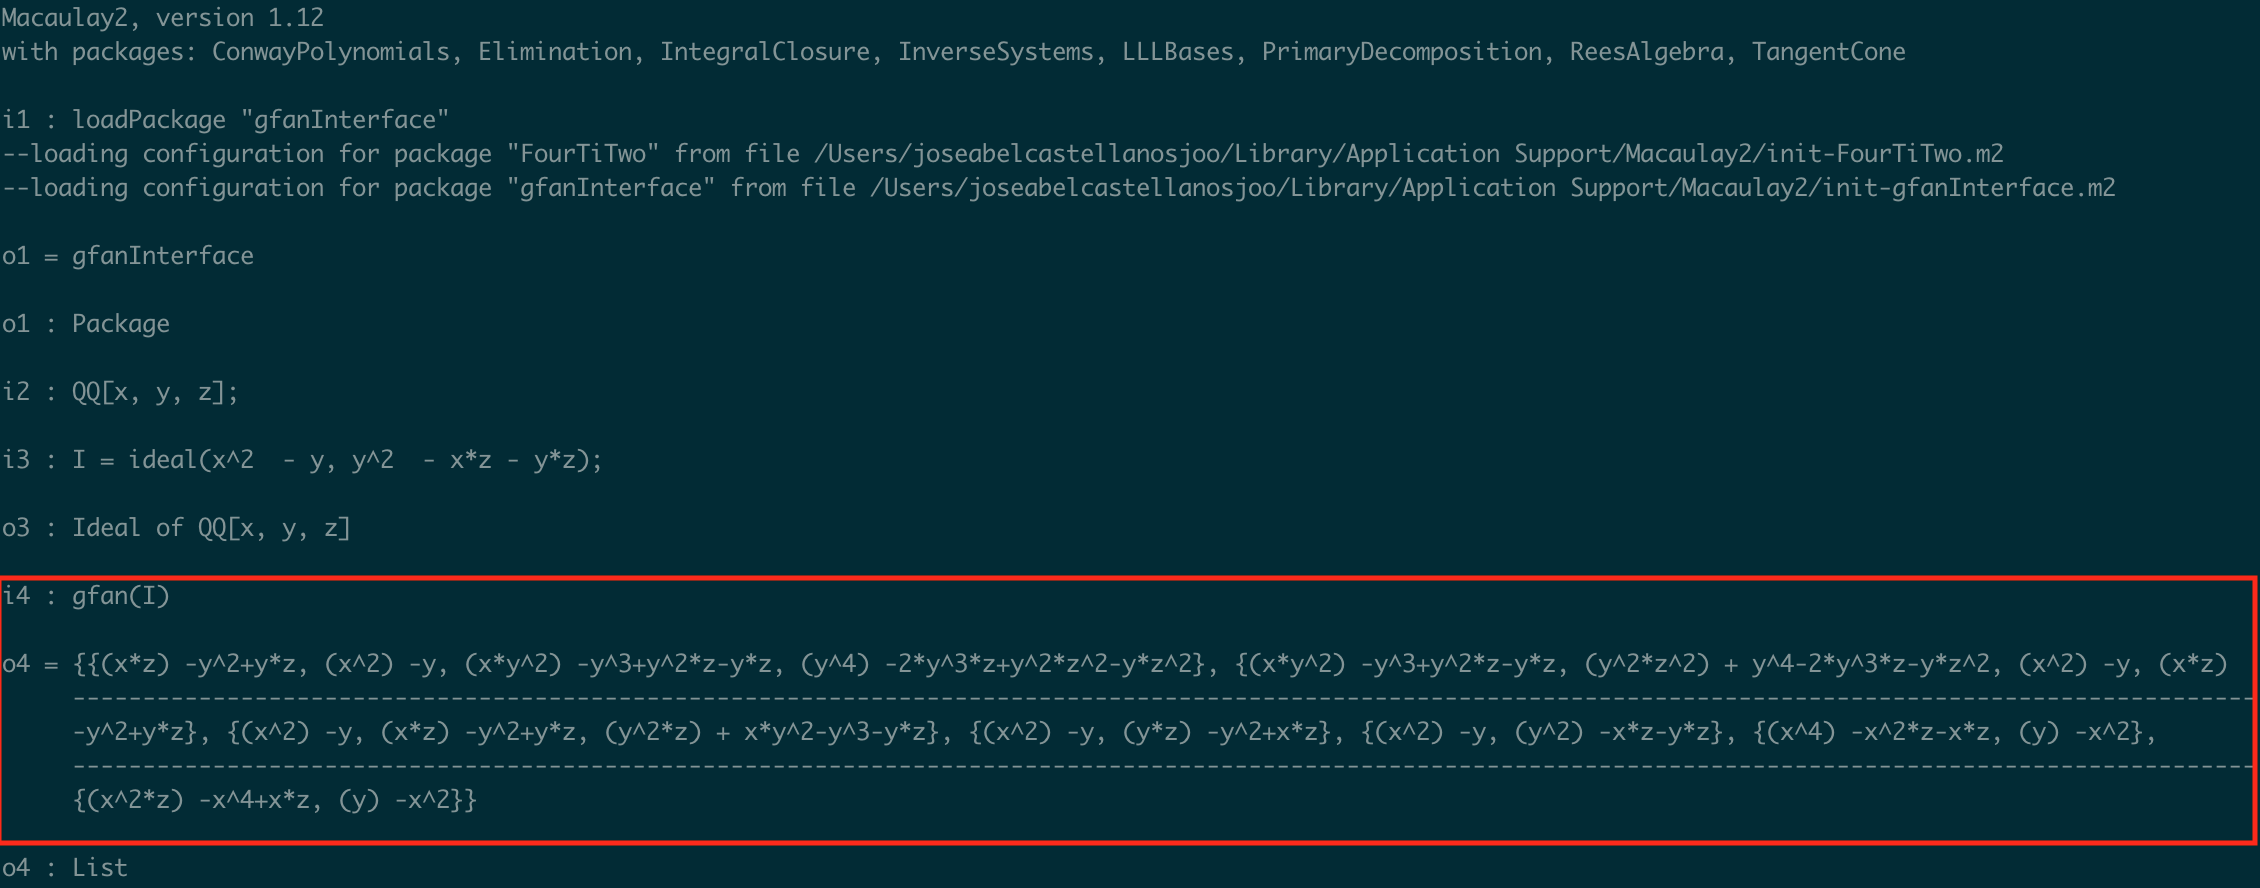 Macaulay2, version 1.12
with packages: ConwayPolynomials, Elimination, IntegralClosure, InverseSystems, LLLBases, PrimaryDecomposition, ReesAlgebra, TangentCone
i1 : loadPackage "gfanInterface"
--loading configuration for package "FourTiTwo" from file /Users/joseabelcastellanosjoo/Library/Application Support/Macaulay2/init-FourTiTwo.m2
--loading configuration for package "gfanInterface" from file /Users/joseabelcastellanosjoo/Library/Application Support/Macaulay2/init-gfanInterface.m2
o1 = gfanInterface
o1 : Package
i2 : QQ[x, y, z];
i3 : I = ideal(x^2  - y, y^2  - x*z - y*z);
o3 : Ideal of QQ[x, y, z]
i4 : gfan(I)
o4 = {{(x*z) -y^2+y*z, (x^2) -y, (x*y^2) -y^3+y^2*z-y*z, (y^4) -2*y^3*z+y^2*z^2-y*z^2}, {(x*y^2) -y^3+y^2*z-y*z, (y^2*z^2) + y^4-2*y^3*z-y*z^2, (x^2) -y, (x*z)
-----------------------------------------------------------------------------------------------------------------------------------------------------------
-y^2+y*z}, {(x^2) -y, (x*z) -y^2+y*z, (y^2*z) + x*y^2-y^3-y*z}, {(x^2) -y, (y*z) -y^2+x*z}, {(x^2) -y, (y^2) -x*z-y*z}, {(x^4) -x^2*z-x*z, (y) -x^2},
-----------------------------------------------------------------------------------------------------------------------------------------------------------
{(x^2*z) -x^4+x*z, (y) -x^2}}
o4 : List